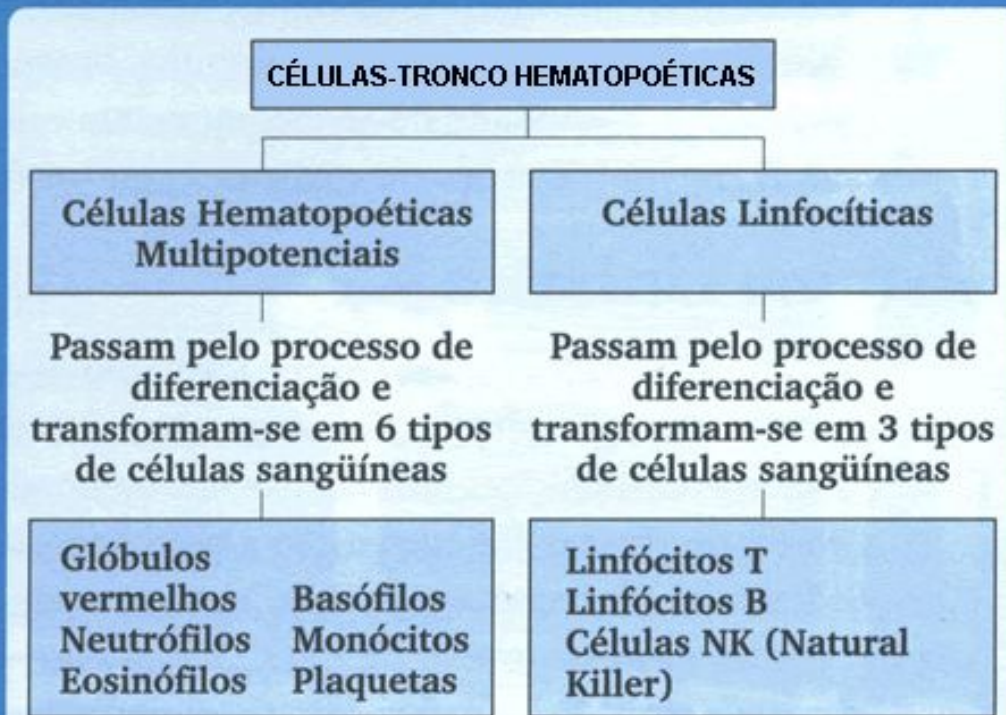 CÉLULAS-TRONCO HEMATOPOÉTICAS
Células Hematopoéticas
Multipotenciais
Passam pelo processo de
diferenciação e
transformam-se em 6 tipos
de células sangüíneas
Glóbulos
vermelhos
Neutrófilos
Eosinófilos
Basófilos
Monócitos
Plaquetas
Células Linfocíticas
Passam pelo processo de
diferenciação e
transformam-se em 3 tipos
de células sangüíneas
Linfócitos T
Linfócitos B
Células NK (Natural
Killer)